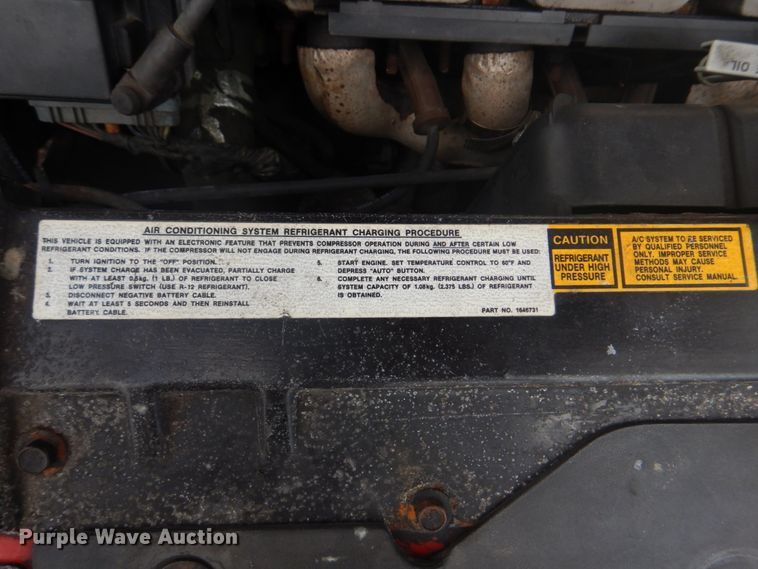 OIL
AIR CONDITIONING SYSTEM REFRIGERANT CHARGING PROCEDURE
THIS VEHICLE IS EQUIPPED WITH AN ELECTRONIC FEATURE THAT PREVENTS COMPRESSOR OPERATION DURING AND AFTER CERTAIN LOW
REFRIGERANT CONDITIONS. IF THE COMPRESSOR WILL NOT ENGAGE DURING REFRIGERANT CHARGING, THE FOLLOWING PROCEDURE MUST BE USED:
1. TURN IGNITION TO THE "OFF" POSITION.
2. IF SYSTEM CHARGE HAS BEEN EVACUATED, PARTIALLY CHARGE
WITH AT LEAST 0.5kg. (1 LB.) OF REFRIGERANT TO CLOSE
LOW PRESSURE SWITCH (USE R-12 REFRIGERANT).
3. DISCONNECT NEGATIVE BATTERY CABLE.
4. WAIT AT LEAST 5 SECONDS AND THEN REINSTALL
BATTERY CABLE.
5. START ENGINE. SET TEMPERATURE CONTROL TO 60°F AND
DEPRESS "AUTO" BUTTON.
6. COMPLETE ANY NECESSARY REFRIGERANT CHARGING UNTIL
SYSTEM CAPACITY OF 1.08kg. (2.375 LBS.) OF REFRIGERANT
IS OBTAINED.
PART NO. 1646731
CAUTION
REFRIGERANT
UNDER HIGH
PRESSURE
A/C SYSTEM TO BE SERVICED
BY QUALIFIED PERSONNEL
ONLY. IMPROPER SERVICE
METHODS MAY CAUSE
PERSONAL INJURY.
CONSULT SERVICE MANUAL.
Purple Wave Auction